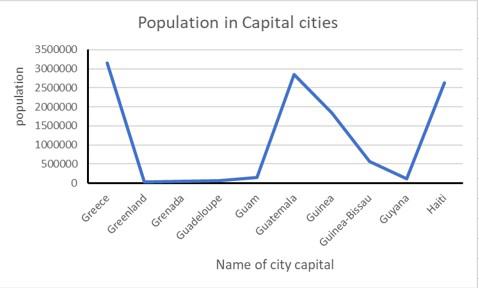 Population in Capital cities
population
3500000
3000000
2500000
2000000
1500000
1000000
500000
0
Greece
Greenland
Grenada
Guadeloupe
Guam
Guatemala
Guinea
Guinea-Bissau
Guyana
Haiti
Name of city capital